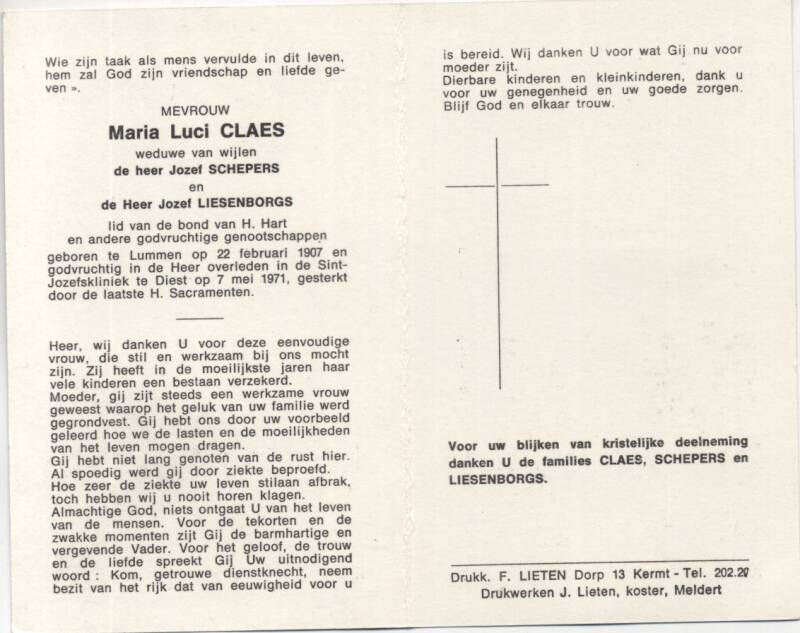 Wie zijn taak als mens vervulde in dit leven,
hem zal God zijn vriendschap en liefde ge-
ven ».
MEVROUW
Maria Luci CLAES
weduwe van wijlen
de heer Jozef SCHEPERS
en
de Heer Jozef LIESENBORGS
lid van de bond van H. Hart
en andere godvruchtige genootschappen
geboren te Lummen op 22 februari 1907 en
godvruchtig in de Heer overleden in de Sint-
Jozefskliniek te Diest op 7 mei 1971, gesterkt
door de laatste H. Sacramenten.
Heer, wij danken U voor deze eenvoudige
vrouw, die stil en werkzaam bij ons mocht
zijn. Zij heeft in de moeilijkste jaren haar
vele kinderen een bestaan verzekerd.
Moeder, gij zijt steeds een werkzame vrouw
geweest waarop het geluk van uw familie werd
gegrondvest. Gij hebt ons door uw voorbeeld
geleerd hoe we de lasten en de moeilijkheden
van het leven mogen dragen.
Gij hebt niet lang genoten van de rust hier.
Al spoedig werd gij door ziekte beproefd.
Hoe zeer de ziekte uw leven stilaan afbrak,
toch hebben wij u nooit horen klagen.
Almachtige God, niets ontgaat U van het leven
van de mensen. Voor de tekorten en de
zwakke momenten zijt Gij de barmhartige en
vergevende Vader. Voor het geloof, de trouw
en de liefde spreekt Gij Uw uitnodigend
woord : Kom, getrouwe dienstknecht, neem
bezit van het rijk dat van eeuwigheid voor u
is bereid. Wij danken U voor wat Gij nu voor
moeder zijt.
Dierbare kinderen en kleinkinderen, dank u
voor uw genegenheid en uw goede zorgen.
Blijf God en elkaar trouw.
Voor uw blijken van kristelijke deelneming
danken U de families CLAES, SCHEPERS en
LIESENBORGS.
Drukk. F. LIETEN Dorp 13 Kermt - Tel.
Drukwerken J. Lieten, koster, Meldert